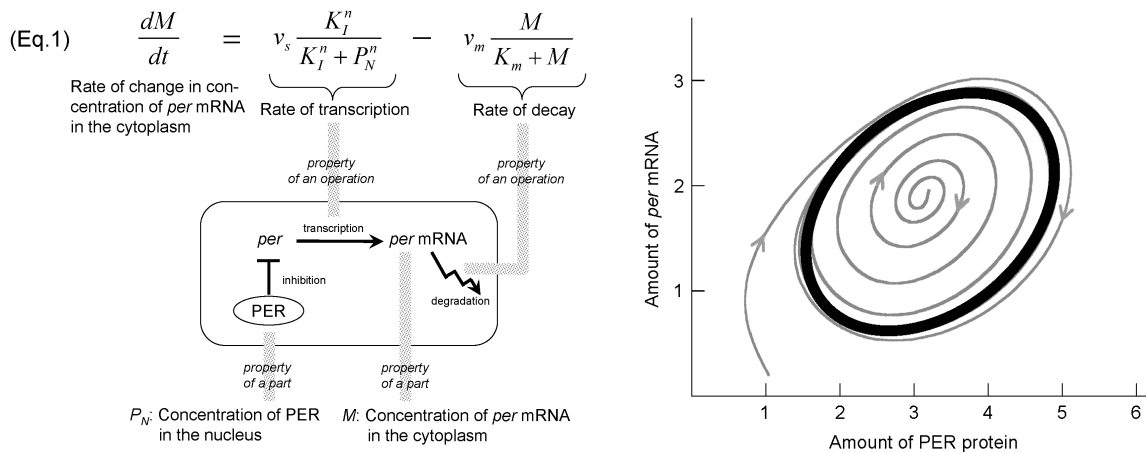 (Eq.1) dM/dt = v_s K_I^n/(K_I^n + P_N^n) − v_m M/(K_m + M)
Rate of change in con-
centration of per mRNA
in the cytoplasm
Rate of transcription
Rate of decay
property
of an operation
property
of an operation
per
transcription
per mRNA
inhibition
degradation
PER
property
of a part
property
of a part
P_N: Concentration of PER
in the nucleus
M: Concentration of per mRNA
in the cytoplasm
Amount of per mRNA
3
2
1
1 2 3 4 5 6
Amount of PER protein